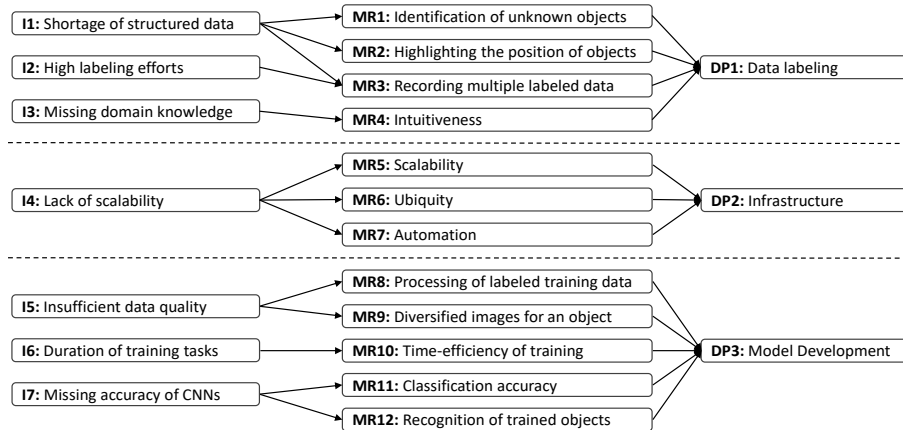 I1: Shortage of structured data
I2: High labeling efforts
I3: Missing domain knowledge
MR1: Identification of unknown objects
MR2: Highlighting the position of objects
MR3: Recording multiple labeled data
MR4: Intuitiveness
DP1: Data labeling
I4: Lack of scalability
MR5: Scalability
MR6: Ubiquity
MR7: Automation
DP2: Infrastructure
I5: Insufficient data quality
I6: Duration of training tasks
I7: Missing accuracy of CNNs
MR8: Processing of labeled training data
MR9: Diversified images for an object
MR10: Time-efficiency of training
MR11: Classification accuracy
MR12: Recognition of trained objects
DP3: Model Development